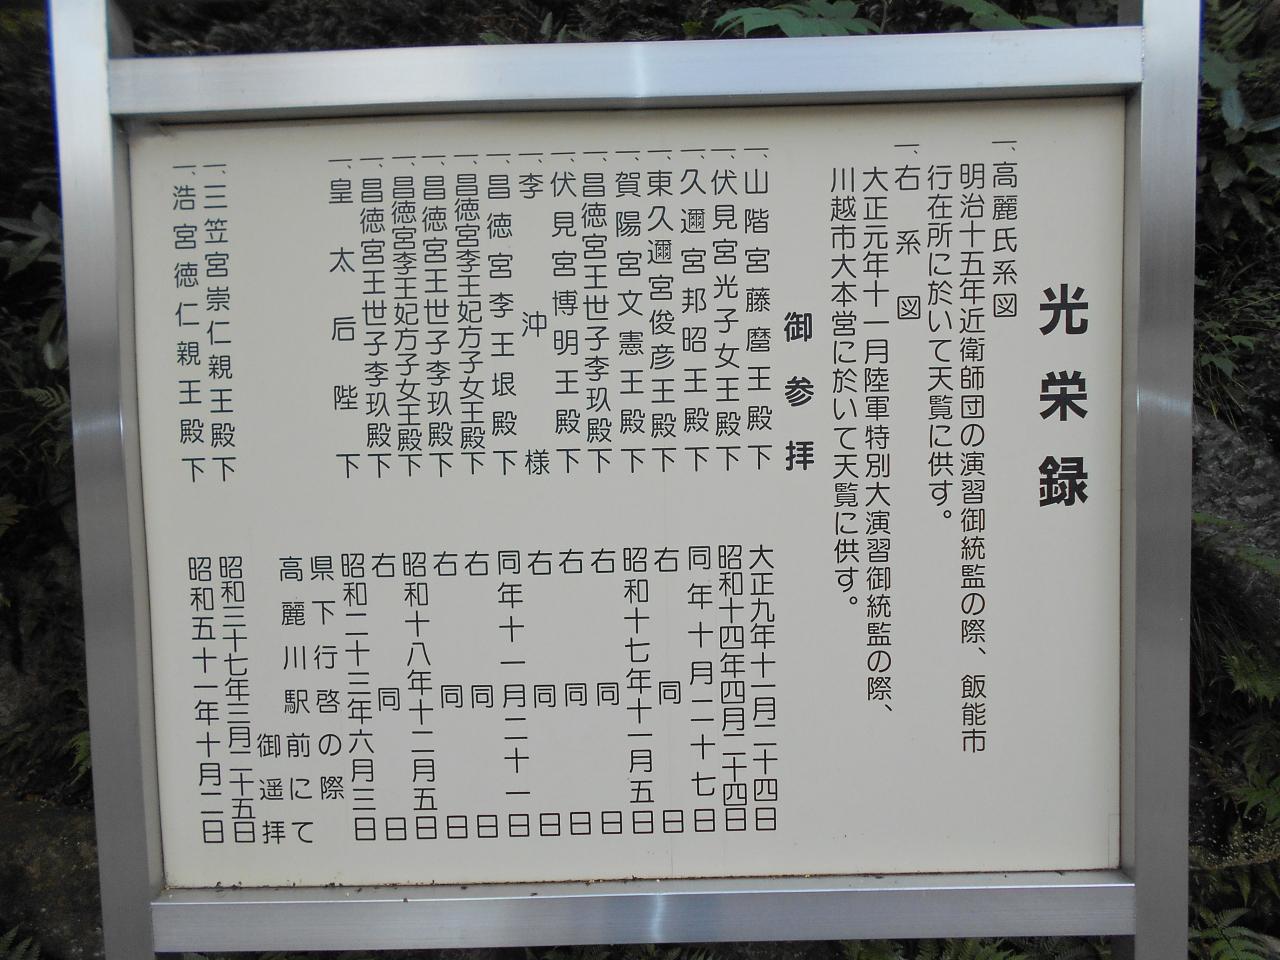 光栄録
一、高麗氏系図
明治十五年近衛師団の演習御統監の際、飯能市
行在所に於いて天覧に供す。
一、右系図
大正元年十一月陸軍特別大演習御統監の際、
川越市大本営に於いて天覧に供す。
御参拝
一、山階宮藤麿王殿下 大正九年十一月二十四日
一、伏見宮光子女王殿下 昭和十四年四月二十四日
一、久邇宮邦昭王殿下 同年十月二十七日
一、東久邇宮俊彦王殿下 右同日
一、賀陽宮文憲王殿下 昭和十七年十一月五日
一、昌徳宮王世子李玖殿下 右同日
一、伏見宮博明王殿下 右同日
一、李沖様 右同日
一、昌徳宮李王垠殿下 同年十一月二十一日
一、昌徳宮李王妃方子女王殿下 右同日
一、昌徳宮王世子李玖殿下 右同日
一、昌徳宮李王妃方子女王殿下 昭和十八年十二月五日
一、昌徳宮王世子李玖殿下 右同日
一、皇太后陛下 昭和二十三年六月三日
県下行啓の際
高麗川駅前にて
御遥拝
一、三笠宮崇仁親王殿下 昭和三十七年三月二十五日
一、浩宮徳仁親王殿下 昭和五十一年十月二日